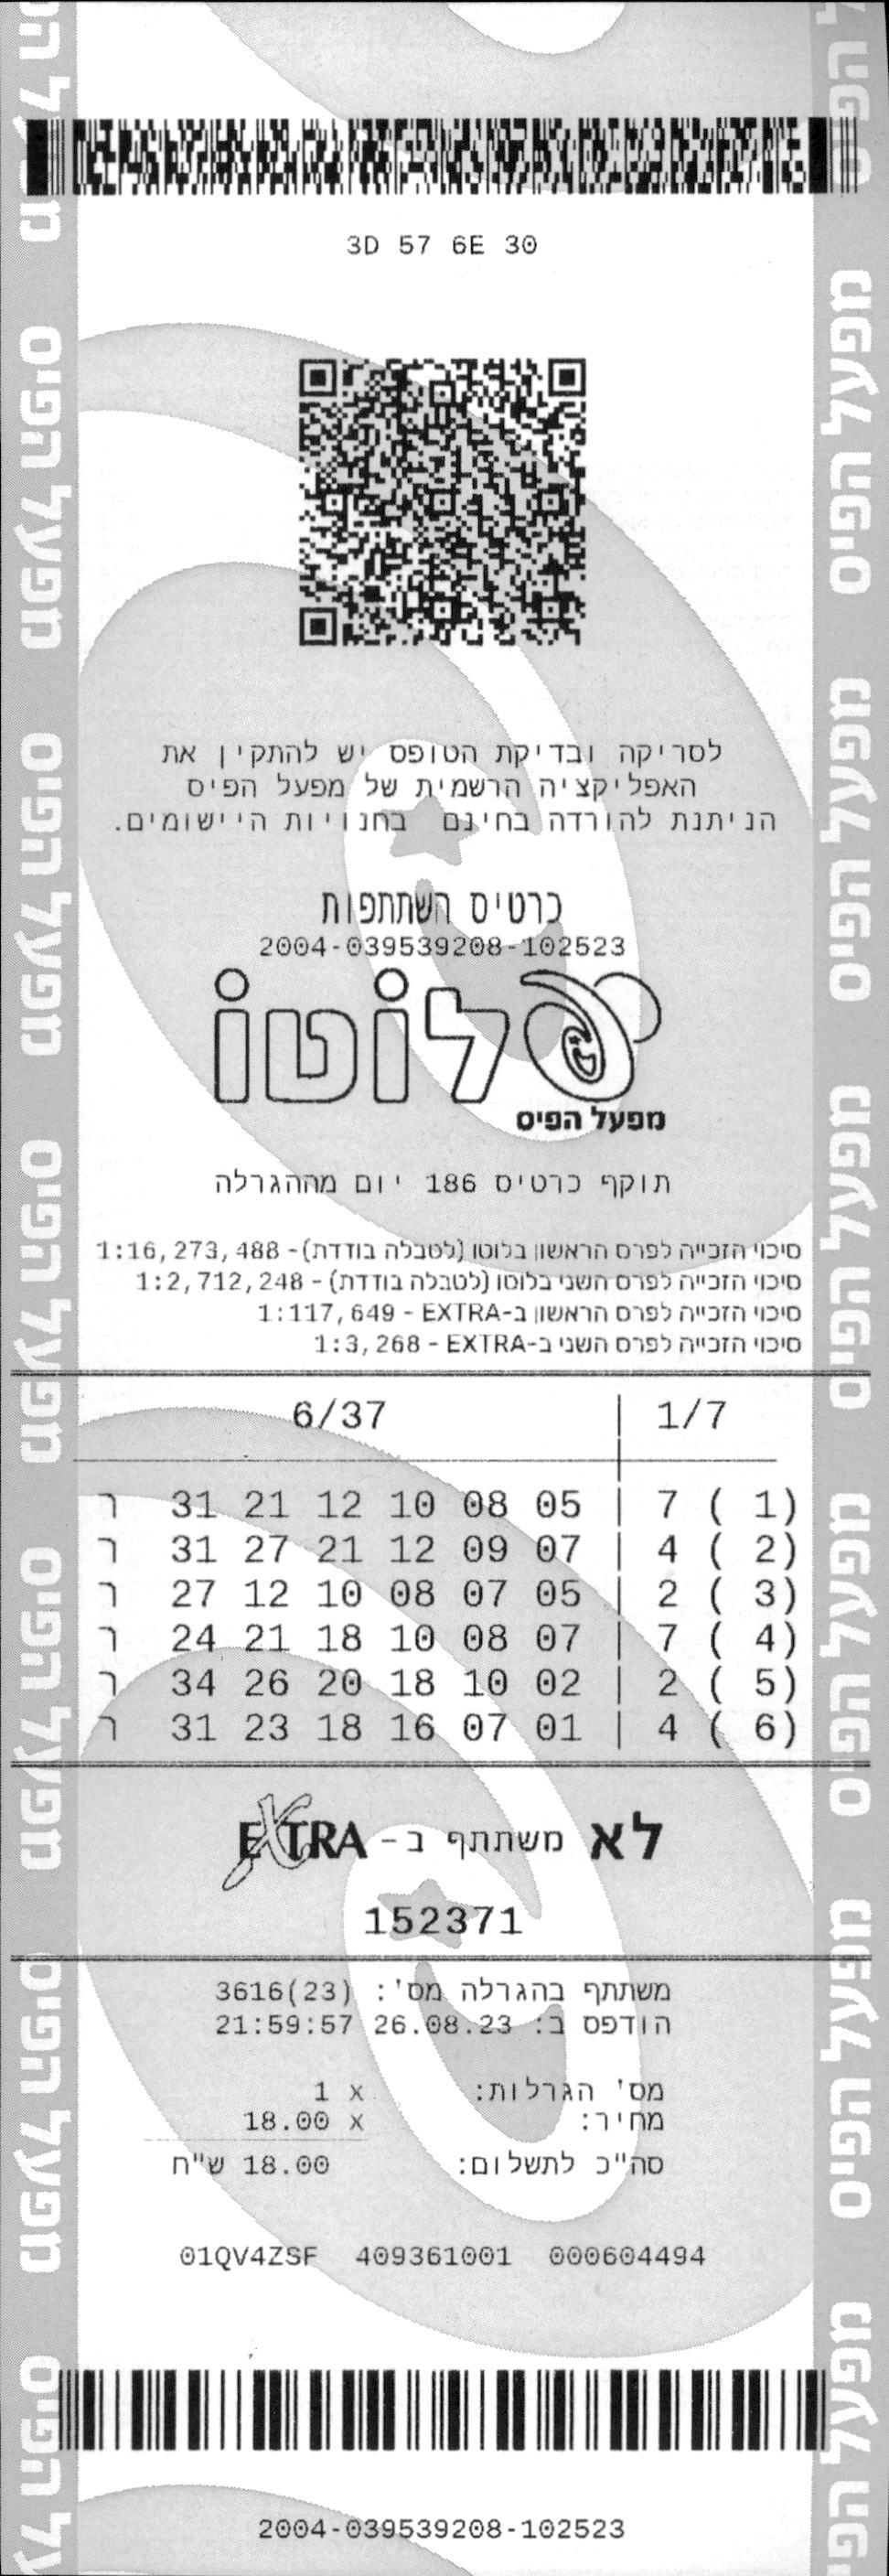 3D 57 6E 30
לסריקה ובדיקת הטופס יש להתקין את
האפליקציה הרשמית של מפעל הפיס
הניתנת להורדה בחינם בחנויות היישומים.
כרטיס השתתפות
2004-039539208-102523
לוטו
מפעל הפיס
תוקף כרטיס 186 יום מההגרלה
סיכוי הזכייה לפרס הראשון בלוטו (לטבלה בודדת)- 1:16,273,488
סיכוי הזכייה לפרס השני בלוטו (לטבלה בודדת)- 1:2,712,248
סיכוי הזכייה לפרס הראשון ב-EXTRA - 1:117,649
סיכוי הזכייה לפרס השני ב-EXTRA - 1:3,268
6/37 | 1/7
ר 31 21 12 10 08 05 | 7 ( 1)
ר 31 27 21 12 09 07 | 4 ( 2)
ר 27 12 10 08 07 05 | 2 ( 3)
ר 24 21 18 10 08 07 | 7 ( 4)
ר 34 26 20 18 10 02 | 2 ( 5)
ר 31 23 18 16 07 01 | 4 ( 6)
לא משתתף ב- EXTRA
152371
משתתף בהגרלה מס': 3616(23)
הודפס ב: 26.08.23 21:59:57
מס' הגרלות: x 1
מחיר: x 18.00
סה"כ לתשלום: 18.00 ש"ח
01QV4ZSF 409361001 000604494
2004-039539208-102523
מפעל הפיס
מפעל הפיס
מפעל הפיס
מפעל הפיס
מפעל הפיס
מפעל הפיס
מפעל הפיס
מפעל הפיס
מפעל הפיס
מפעל הפיס